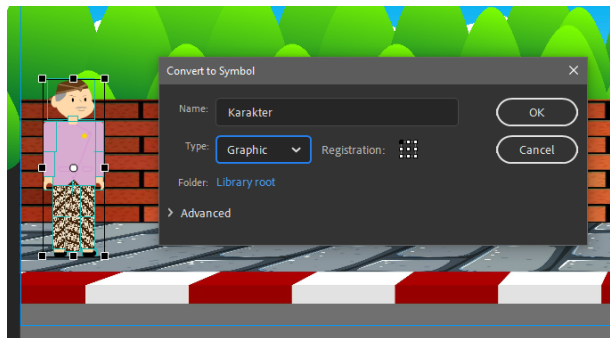 Convert to Symbol
Name: Karakter OK
Type: Graphic Registration: Cancel
Folder: Library root
Advanced